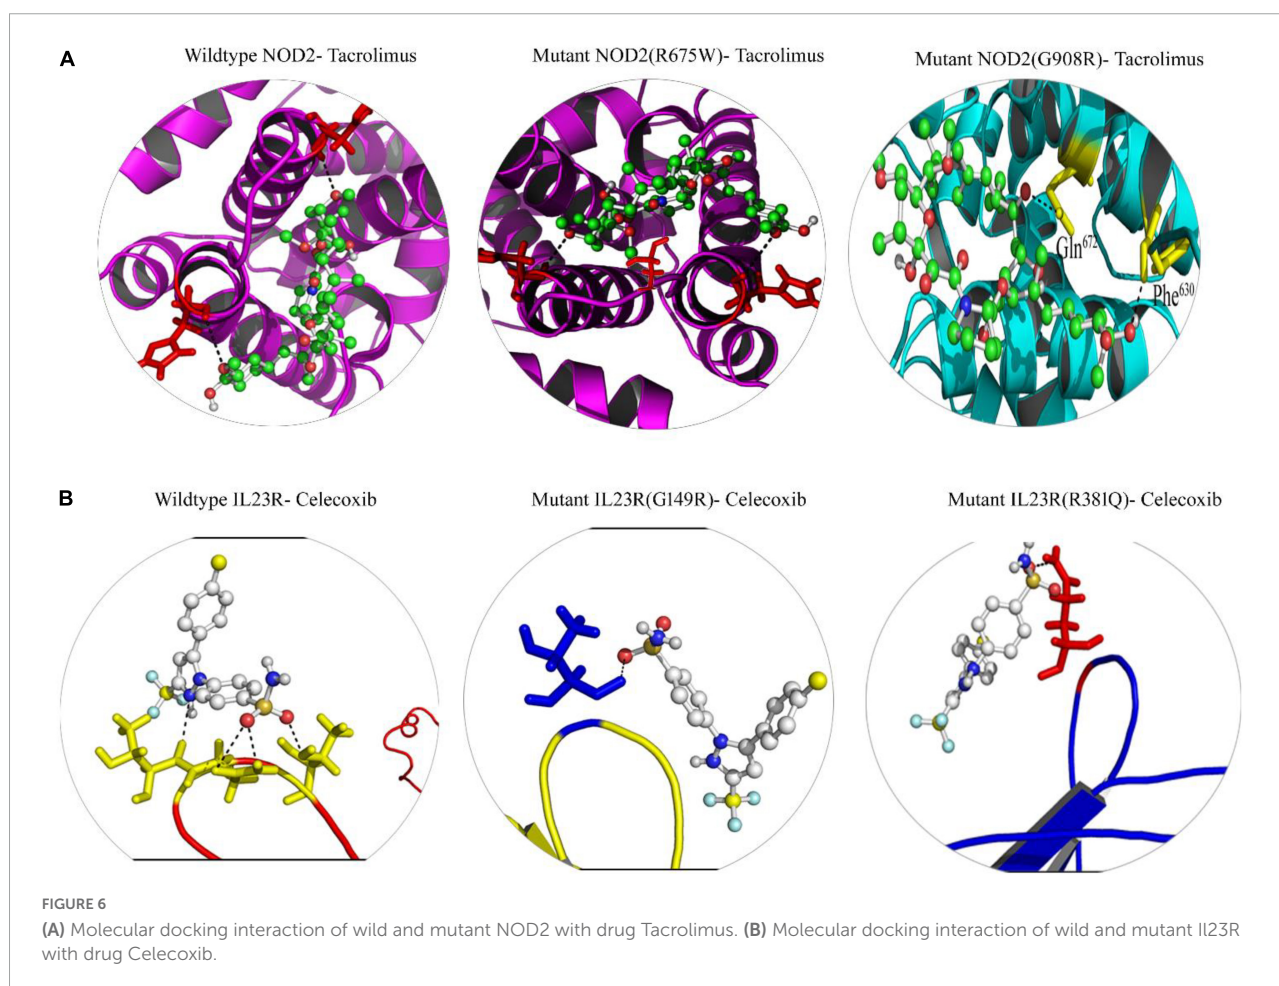 A
Wildtype NOD2- Tacrolimus
Mutant NOD2(R675W)- Tacrolimus
Mutant NOD2(G908R)- Tacrolimus
Gln672
Phe630
B
Wildtype IL23R- Celecoxib
Mutant IL23R(G149R)- Celecoxib
Mutant IL23R(R381Q)- Celecoxib
FIGURE 6
(A) Molecular docking interaction of wild and mutant NOD2 with drug Tacrolimus. (B) Molecular docking interaction of wild and mutant Il23R
with drug Celecoxib.